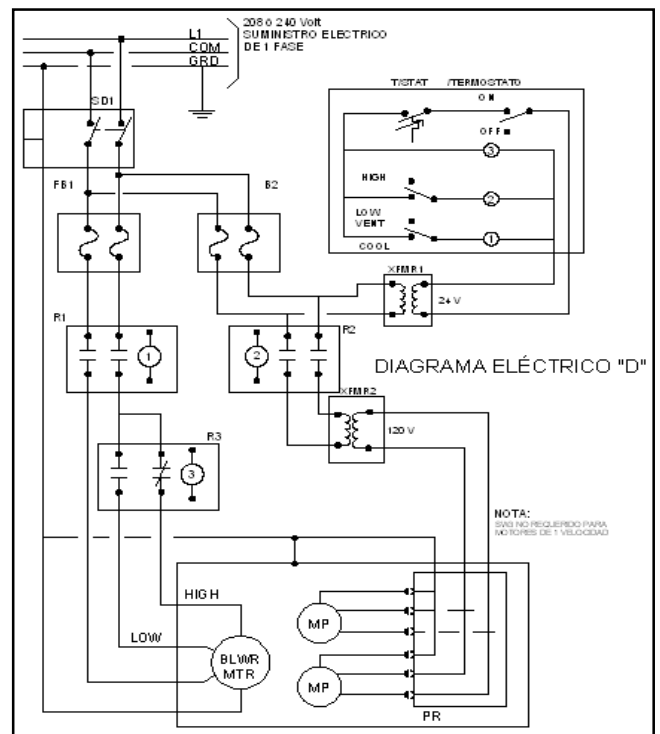 208 ó 240 Volt
SUMINISTRO ELECTRICO
DE 1 FASE
L1
COM
GRD
SD1
T/STAT /TERMOSTATO
ON
OFF
3
HIGH
2
LOW
VENT
1
COOL
FB1
B2
XFMR1
24 V
R1
1
R2
2
DIAGRAMA ELÉCTRICO "D"
XFMR2
120 V
R3
3
NOTA:
SW3 NO REQUERIDO PARA
MOTORES DE 1 VELOCIDAD
HIGH
LOW
BLWR
MTR
MP
MP
PR